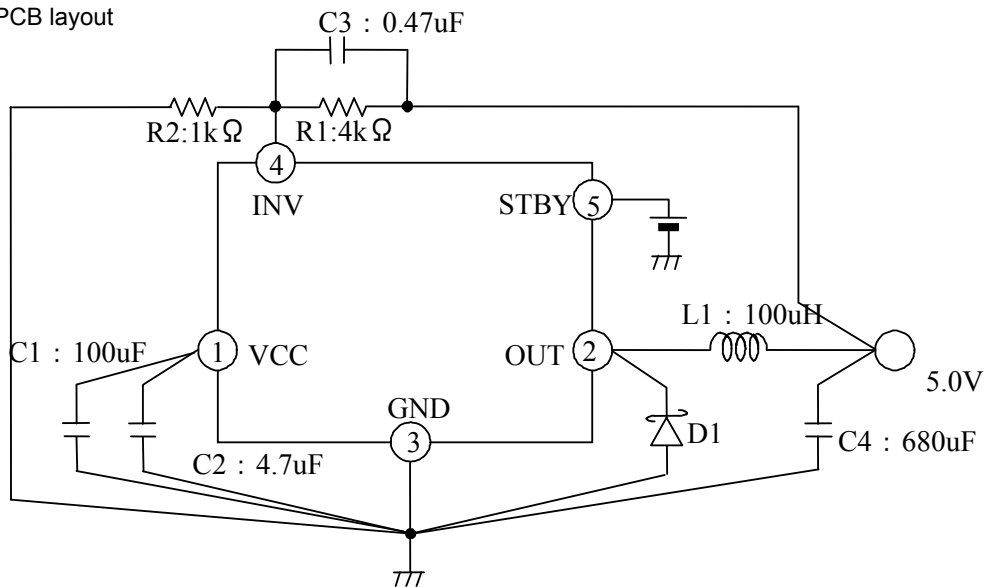 PCB layout
C3 : 0.47uF
R2:1kΩ
R1:4kΩ
4
INV
STBY
5
L1 : 100uH
C1 : 100uF
1
VCC
OUT
2
5.0V
GND
3
D1
C4 : 680uF
C2 : 4.7uF